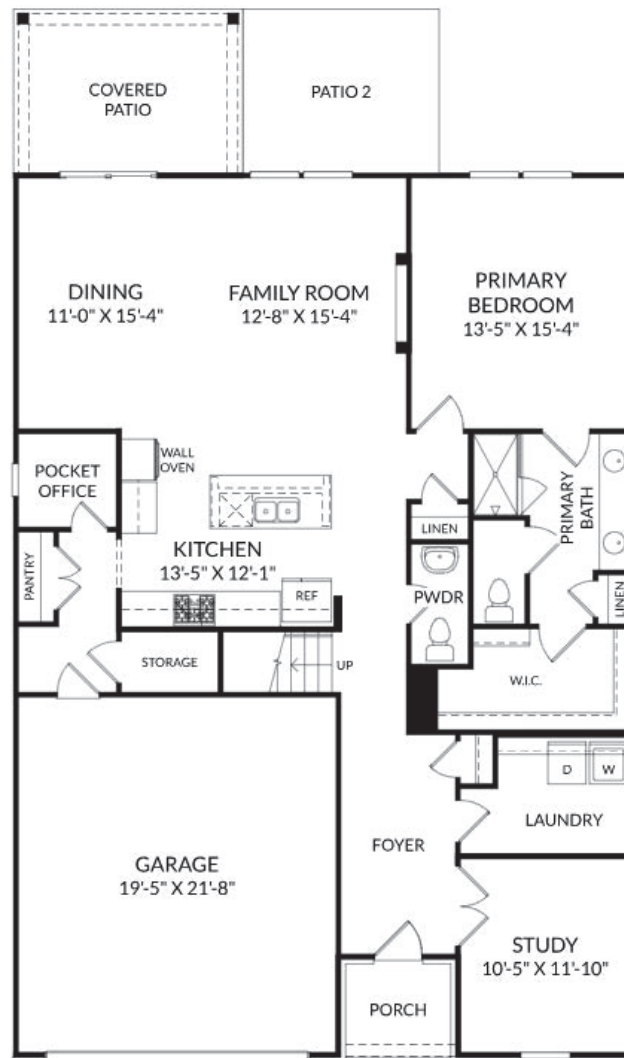 COVERED
PATIO
PATIO 2
DINING
11'-0" X 15'-4"
FAMILY ROOM
12'-8" X 15'-4"
PRIMARY
BEDROOM
13'-5" X 15'-4"
POCKET
OFFICE
WALL
OVEN
PRIMARY
BATH
LINEN
KITCHEN
13'-5" X 12'-1"
PANTRY
REF
PWDR
LINEN
STORAGE
UP
W.I.C.
D
W
LAUNDRY
FOYER
GARAGE
19'-5" X 21'-8"
STUDY
10'-5" X 11'-10"
PORCH